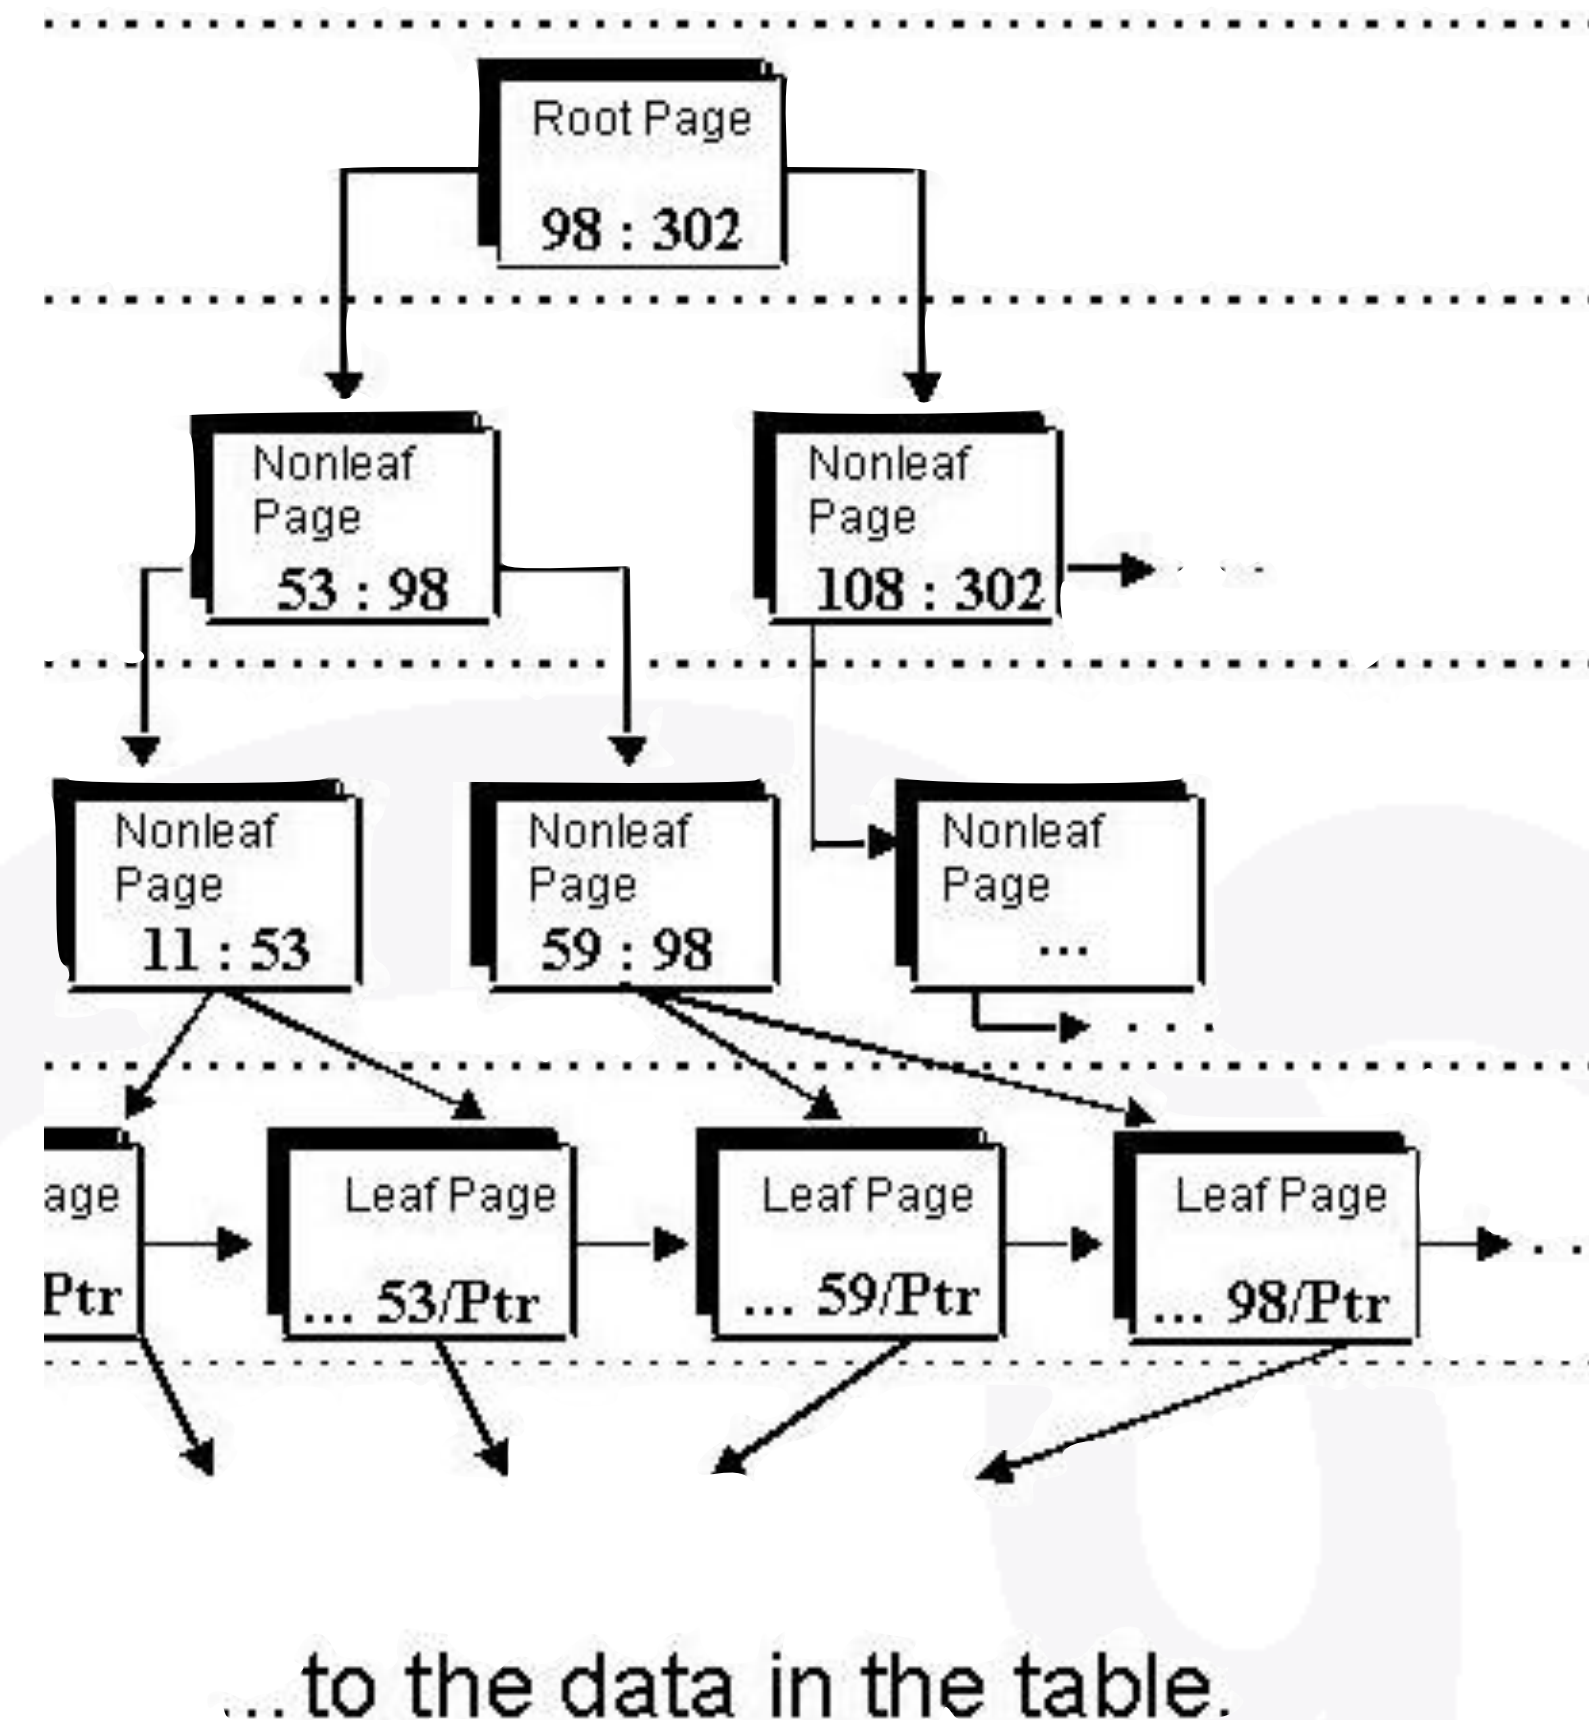 Root Page
98 : 302
Nonleaf
Page
53 : 98
Nonleaf
Page
108 : 302
Nonleaf
Page
11 : 53
Nonleaf
Page
59 : 98
Nonleaf
Page
...
. . .
age
Ptr
Leaf Page
... 53/Ptr
Leaf Page
... 59/Ptr
Leaf Page
... 98/Ptr
. .
...to the data in the table.